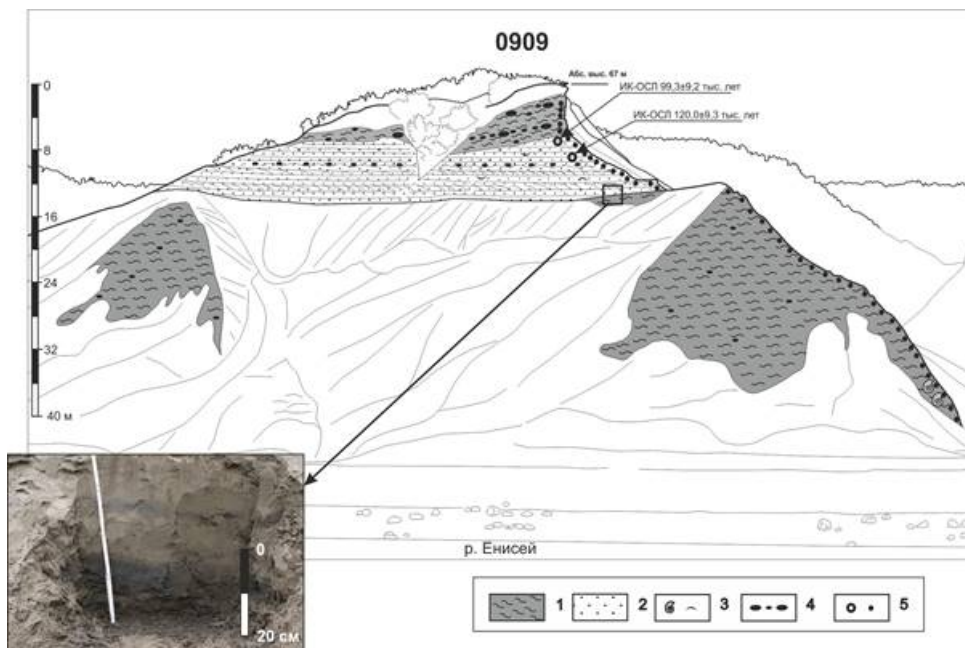 0909
Абс. выс. 67 м
ИК-ОСЛ 99,3±9,2 тыс. лет
ИК-ОСЛ 120,0±9.3 тыс. лет
0
8
16
24
32
40 м
0
20 см
р. Енисей
1 2 3 4 5